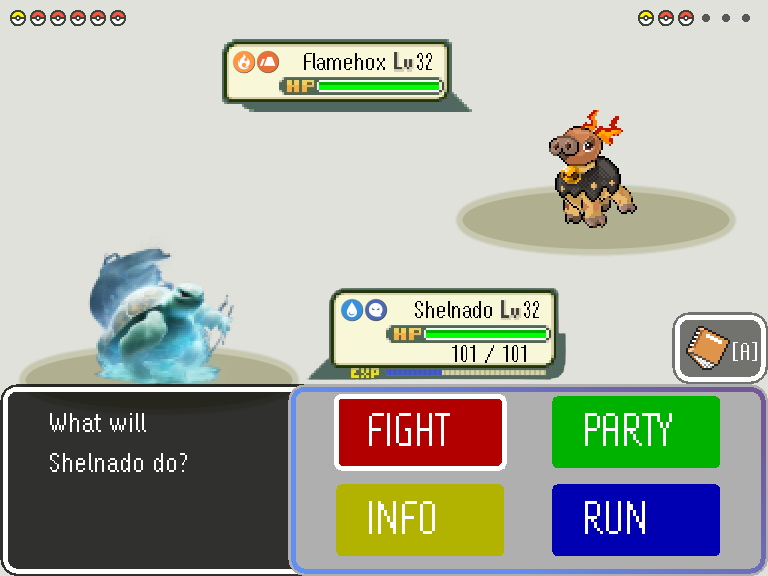 Flamehox Lv32
HP
Shelnado Lv32
HP
101 / 101
EXP
[A]
What will
Shelnado do?
FIGHT
PARTY
INFO
RUN